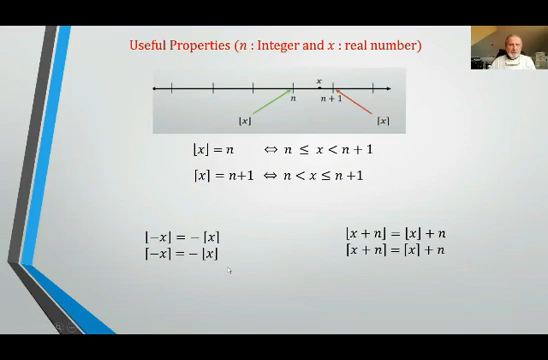 Useful Properties (n : Integer and x : real number)
x
n n + 1
⌊x⌋ ⌈x⌉
⌊x⌋ = n ⇔ n ≤ x < n + 1
⌈x⌉ = n+1 ⇔ n < x ≤ n +1
⌊−x⌋ = − ⌈x⌉ ⌊x + n⌋ = ⌊x⌋ + n
⌈−x⌉ = − ⌊x⌋ ⌈x + n⌉ = ⌈x⌉ + n